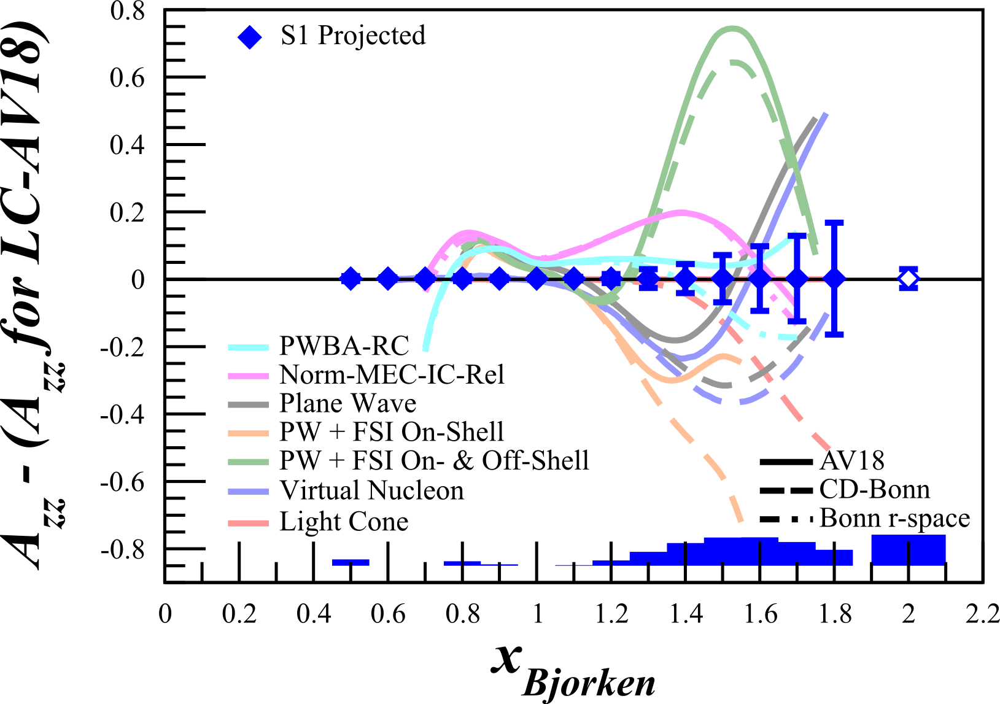 A_zz - (A_zz for LC-AV18)
0.8
0.6
0.4
0.2
0
-0.2
-0.4
-0.6
-0.8
S1 Projected
PWBA-RC
Norm-MEC-IC-Rel
Plane Wave
PW + FSI On-Shell
PW + FSI On- & Off-Shell
Virtual Nucleon
Light Cone
AV18
CD-Bonn
Bonn r-space
0 0.2 0.4 0.6 0.8 1 1.2 1.4 1.6 1.8 2 2.2
x_Bjorken